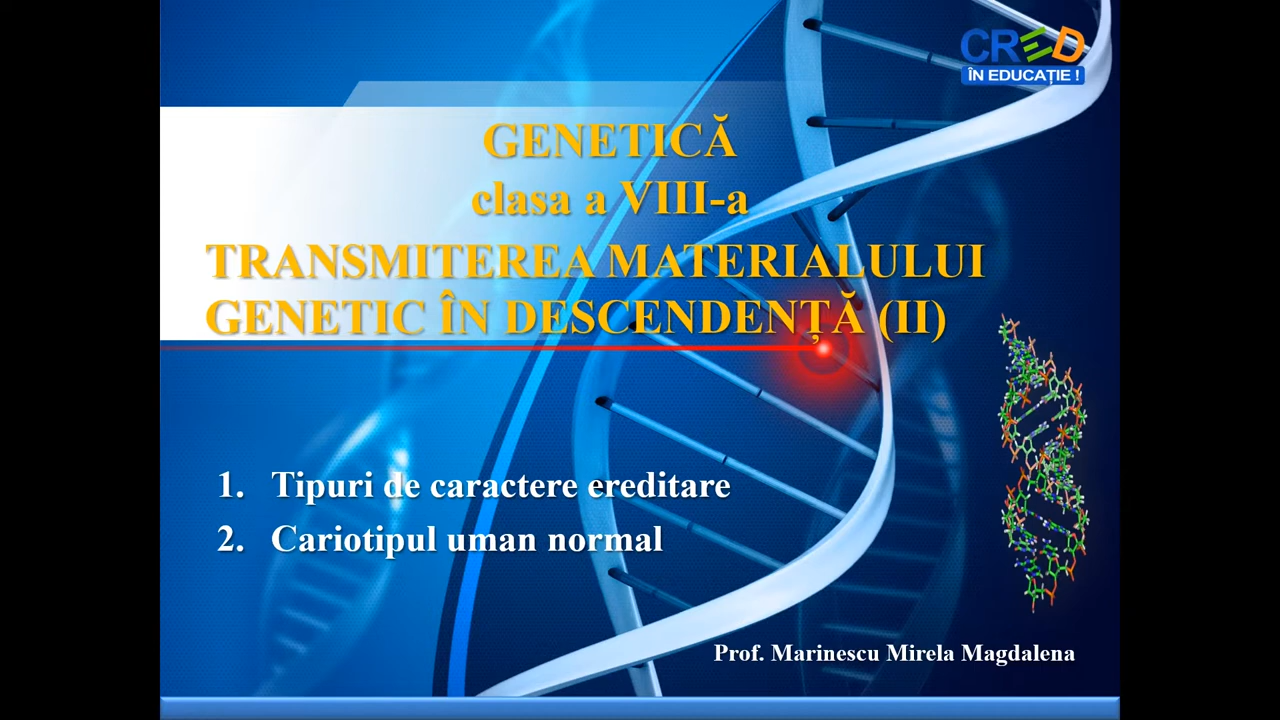 CRED
ÎN EDUCAȚIE !
GENETICĂ
clasa a VIII-a
TRANSMITEREA MATERIALULUI
GENETIC ÎN DESCENDENȚĂ (II)
1. Tipuri de caractere ereditare
2. Cariotipul uman normal
Prof. Marinescu Mirela Magdalena